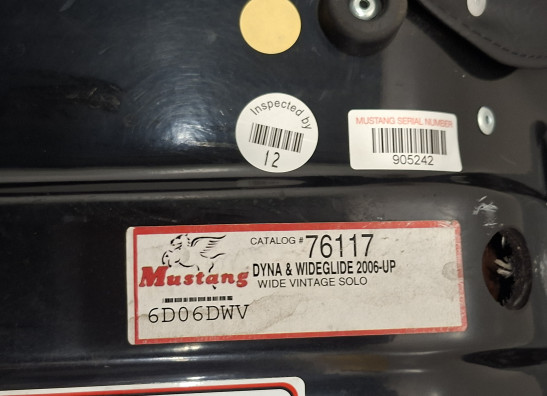 Inspected by
12
MUSTANG SERIAL NUMBER
905242
Mustang
CATALOG # 76117
DYNA & WIDEGLIDE 2006-UP
WIDE VINTAGE SOLO
6D06DWV